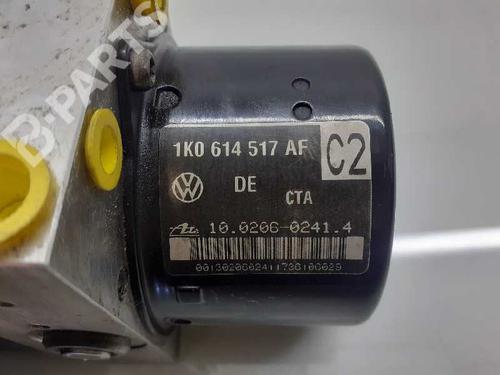 B-PARTS
1K0 614 517 AF
C2
DE
CTA
10.0206-0241.4